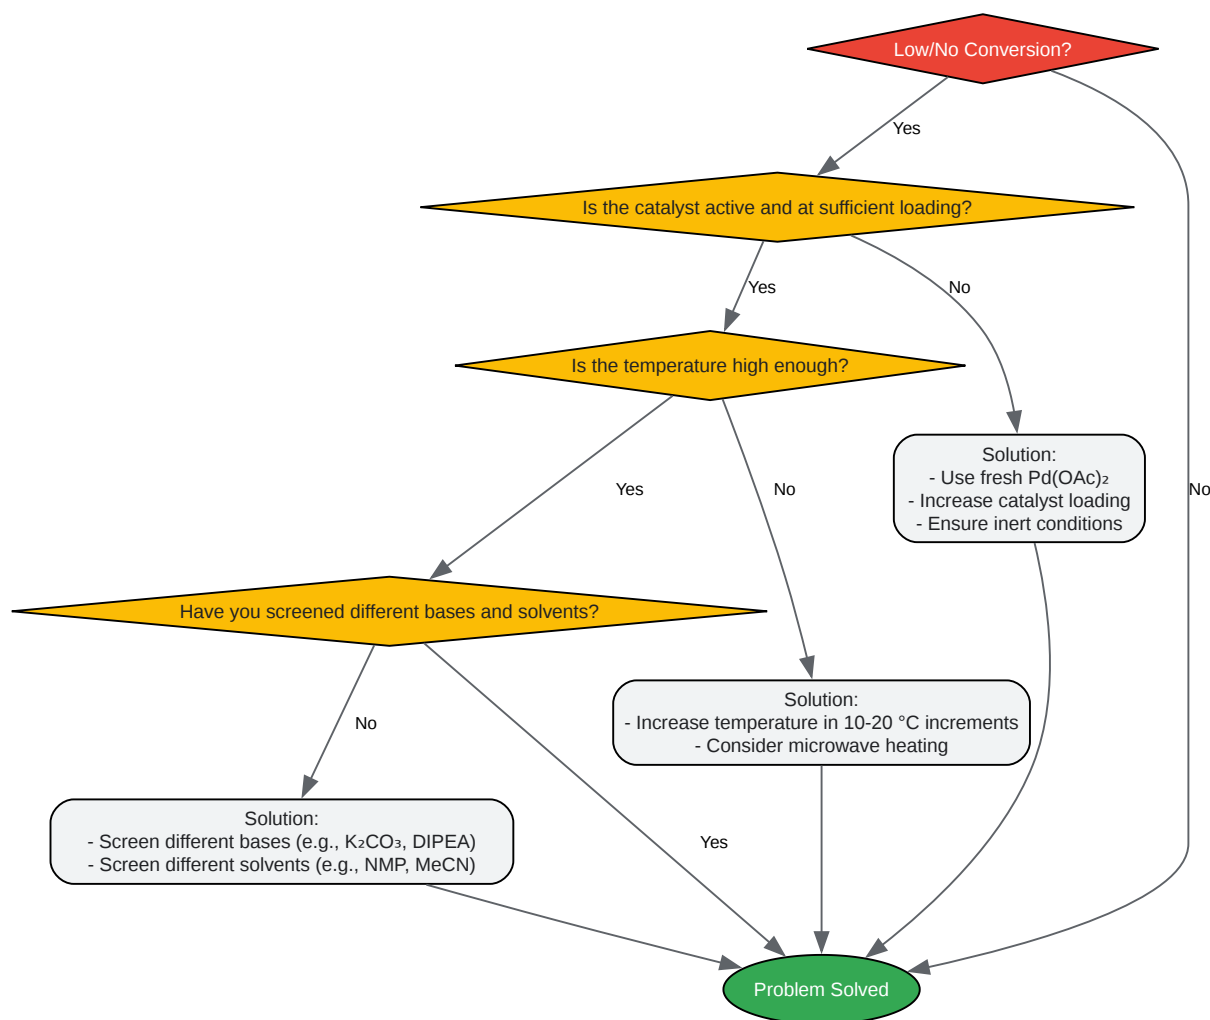 Low/No Conversion?
Yes
Is the catalyst active and at sufficient loading?
Yes
No
Is the temperature high enough?
Solution:
- Use fresh Pd(OAc)₂
- Increase catalyst loading
- Ensure inert conditions
Yes
No
No
Have you screened different bases and solvents?
Solution:
- Increase temperature in 10-20 °C increments
- Consider microwave heating
No
Solution:
- Screen different bases (e.g., K₂CO₃, DIPEA)
- Screen different solvents (e.g., NMP, MeCN)
Yes
Problem Solved